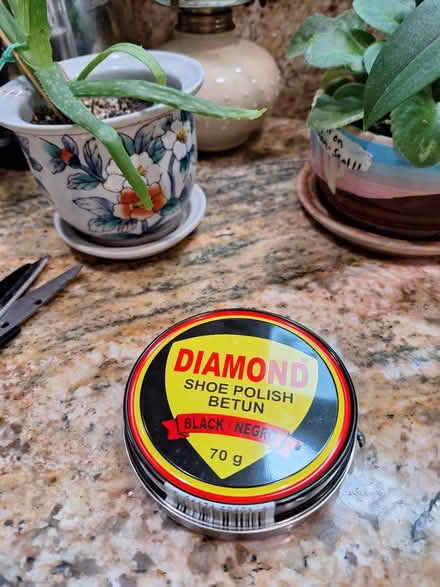 DIAMOND
SHOE POLISH
BETUN
BLACK / NEGRO
70 g